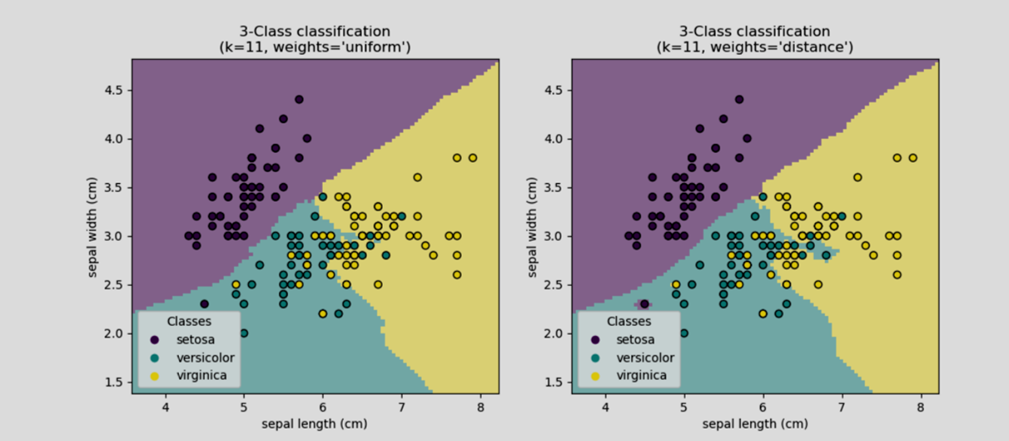 3-Class classification
(k=11, weights='uniform')
4.5
4.0
3.5
3.0
2.5
2.0
1.5
sepal width (cm)
Classes
setosa
versicolor
virginica
4
5
6
7
8
sepal length (cm)
3-Class classification
(k=11, weights='distance')
4.5
4.0
3.5
3.0
2.5
2.0
1.5
sepal width (cm)
Classes
setosa
versicolor
virginica
4
5
6
7
8
sepal length (cm)